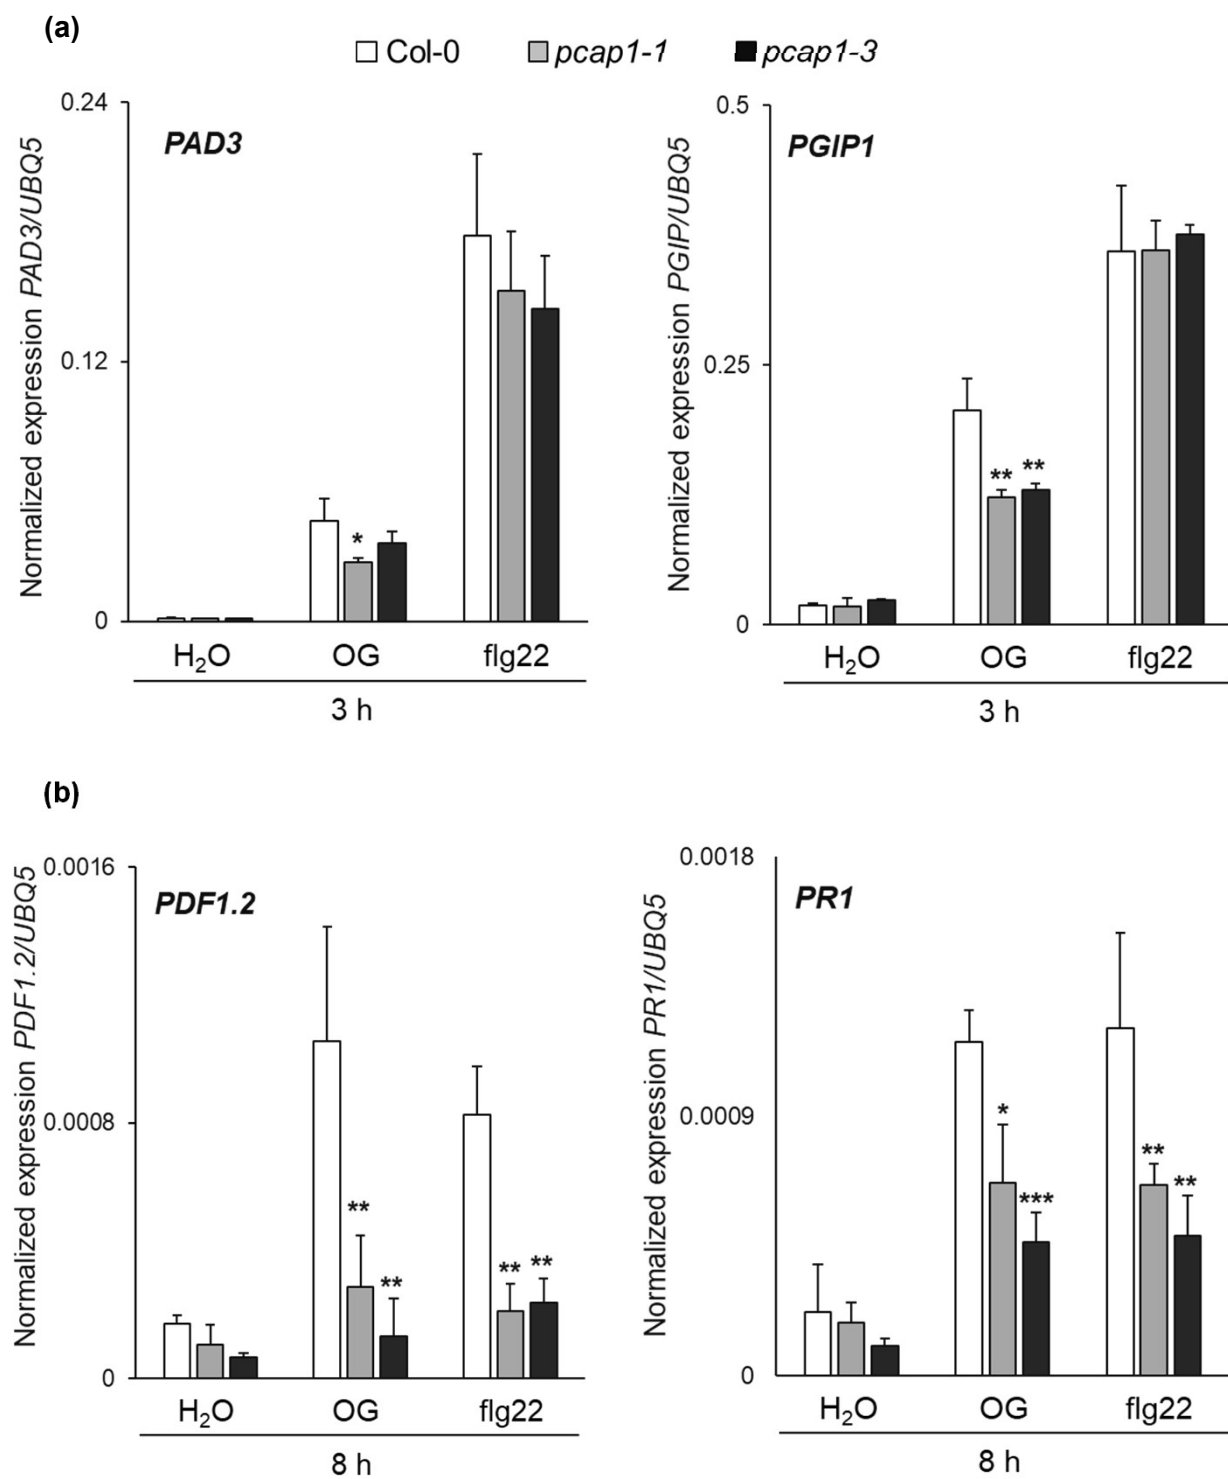 (a)
Col-0 pcap1-1 pcap1-3
Normalized expression PAD3/UBQ5
0.24
0.12
0
PAD3
*
H₂O OG flg22
3 h
Normalized expression PGIP/UBQ5
0.5
0.25
0
PGIP1
** **
H₂O OG flg22
3 h
(b)
Normalized expression PDF1.2/UBQ5
0.0016
0.0008
0
PDF1.2
** ** ** **
H₂O OG flg22
8 h
Normalized expression PR1/UBQ5
0.0018
0.0009
0
PR1
* *** ** **
H₂O OG flg22
8 h